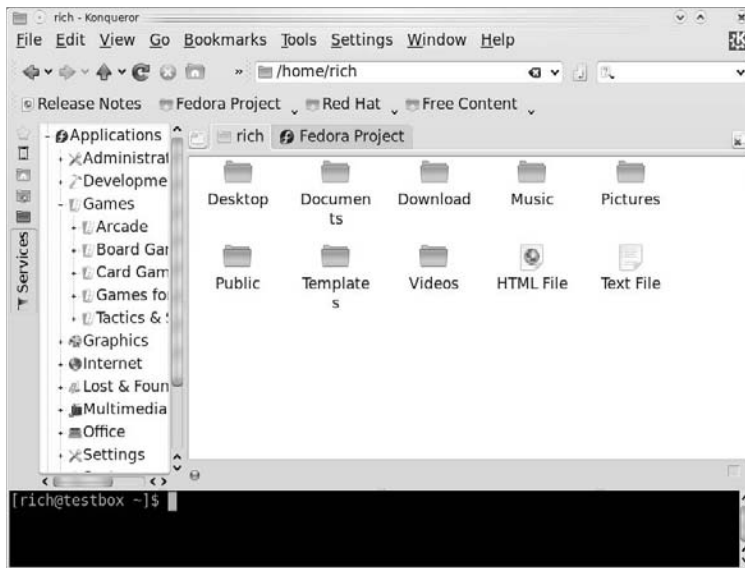 rich - Konqueror
File Edit View Go Bookmarks Tools Settings Window Help
» /home/rich
Release Notes Fedora Project Red Hat Free Content
Services
Applications
Administrat
Developme
Games
Arcade
Board Gar
Card Gam
Games fo
Tactics &
Graphics
Internet
Lost & Foun
Multimedia
Office
Settings
rich Fedora Project
Desktop Documen
ts Download Music Pictures
Public Template
s Videos HTML File Text File
[rich@testbox ~]$